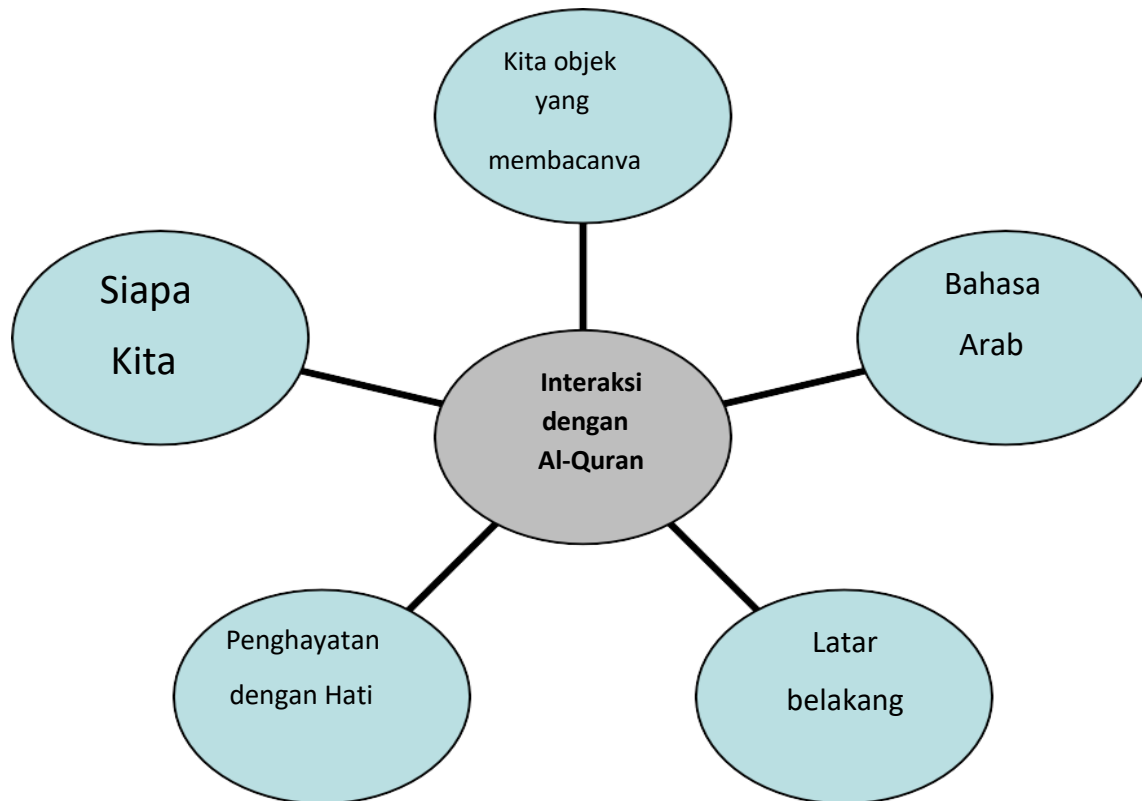 Kita objek
yang
membacanva
Siapa
Kita
Bahasa
Arab
Interaksi
dengan
Al-Quran
Penghayatan
dengan Hati
Latar
belakang